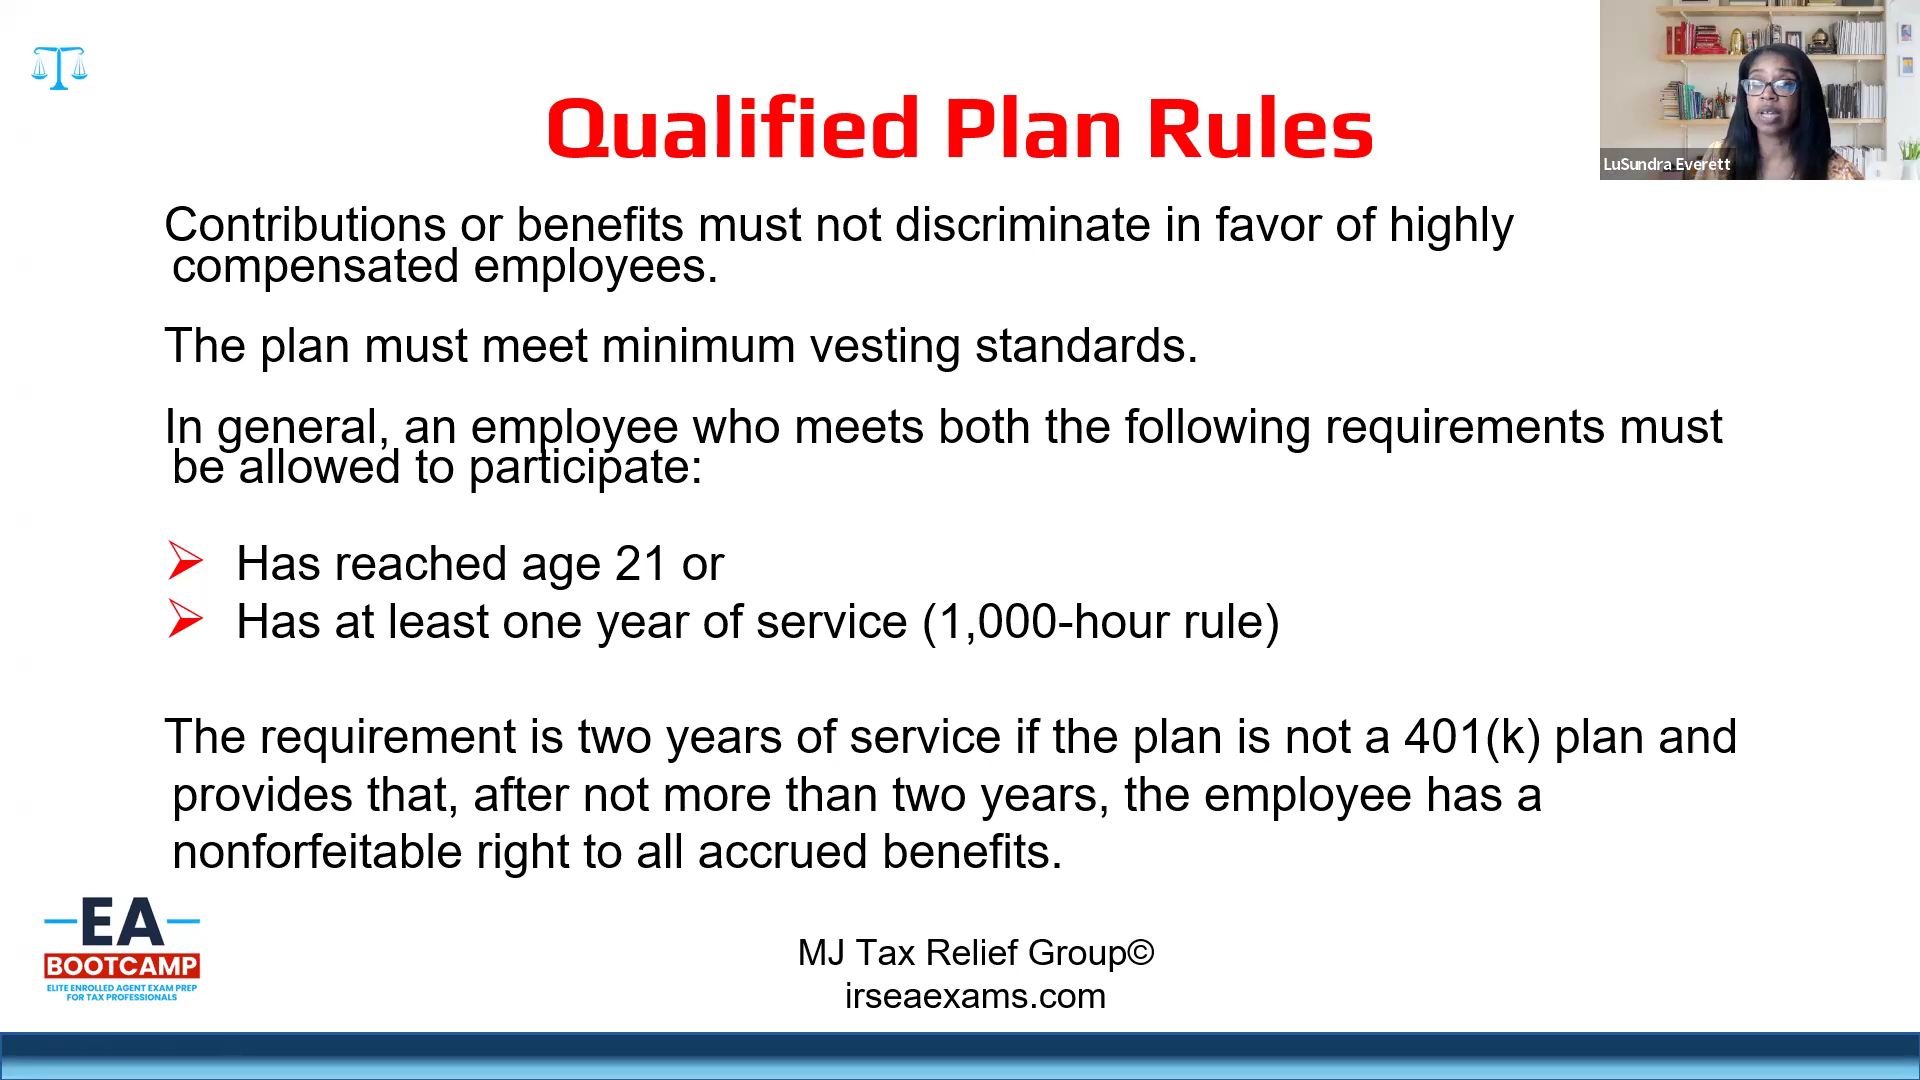 Qualified Plan Rules
LuSundra Everett
Contributions or benefits must not discriminate in favor of highly
compensated employees.
The plan must meet minimum vesting standards.
In general, an employee who meets both the following requirements must
be allowed to participate:
Has reached age 21 or
Has at least one year of service (1,000-hour rule)
The requirement is two years of service if the plan is not a 401(k) plan and
provides that, after not more than two years, the employee has a
nonforfeitable right to all accrued benefits.
EA
BOOTCAMP
ELITE ENROLLED AGENT EXAM PREP
FOR TAX PROFESSIONALS
MJ Tax Relief Group©
irseaexams.com